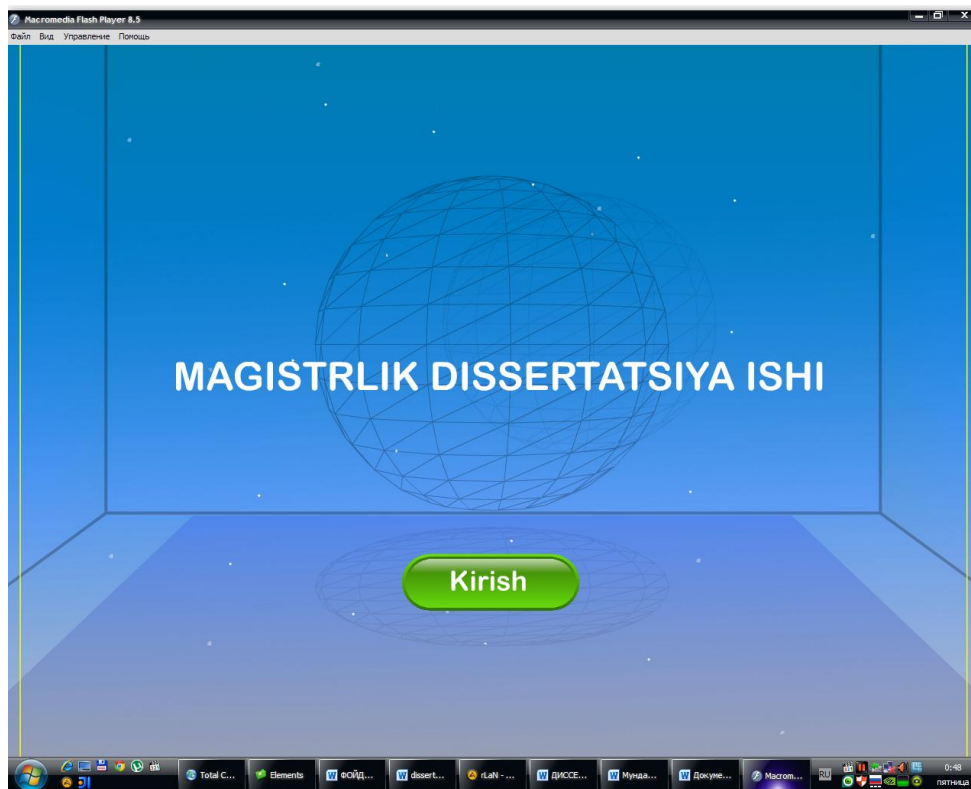 Macromedia Flash Player 8.5
Файл Вид Управление Помощь
MAGISTRLIK DISSERTATSIYA ISHI
Kirish
Total C... Elements ФОЙД... dissert... rLaN - ... ДИССЕ... Мунда... Докуме... Macrom... RU 0:48
пятница